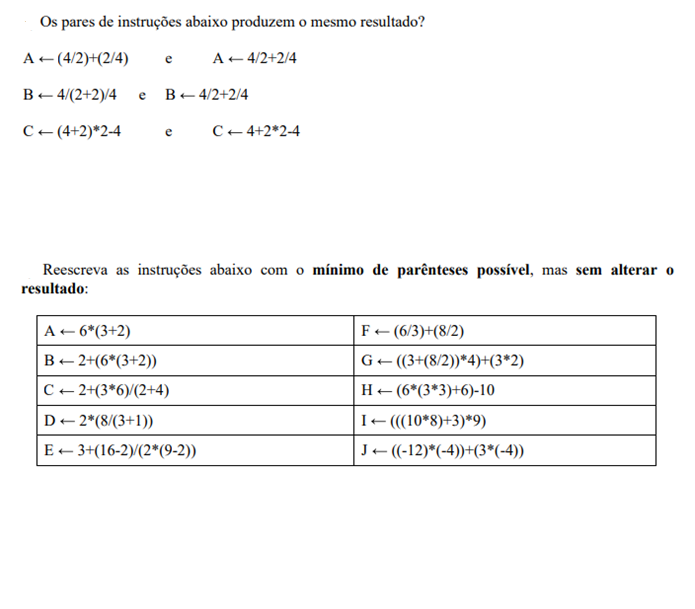 Os pares de instruções abaixo produzem o mesmo resultado?
A ← (4/2)+(2/4) e A ← 4/2+2/4
B ← 4/(2+2)/4 e B ← 4/2+2/4
C ← (4+2)*2-4 e C ← 4+2*2-4
Reescreva as instruções abaixo com o mínimo de parênteses possível, mas sem alterar o
resultado:
A ← 6*(3+2) F ← (6/3)+(8/2)
B ← 2+(6*(3+2)) G ← ((3+(8/2))*4)+(3*2)
C ← 2+(3*6)/(2+4) H ← (6*(3*3)+6)-10
D ← 2*(8/(3+1)) I ← (((10*8)+3)*9)
E ← 3+(16-2)/(2*(9-2)) J ← ((-12)*(-4))+(3*(-4))